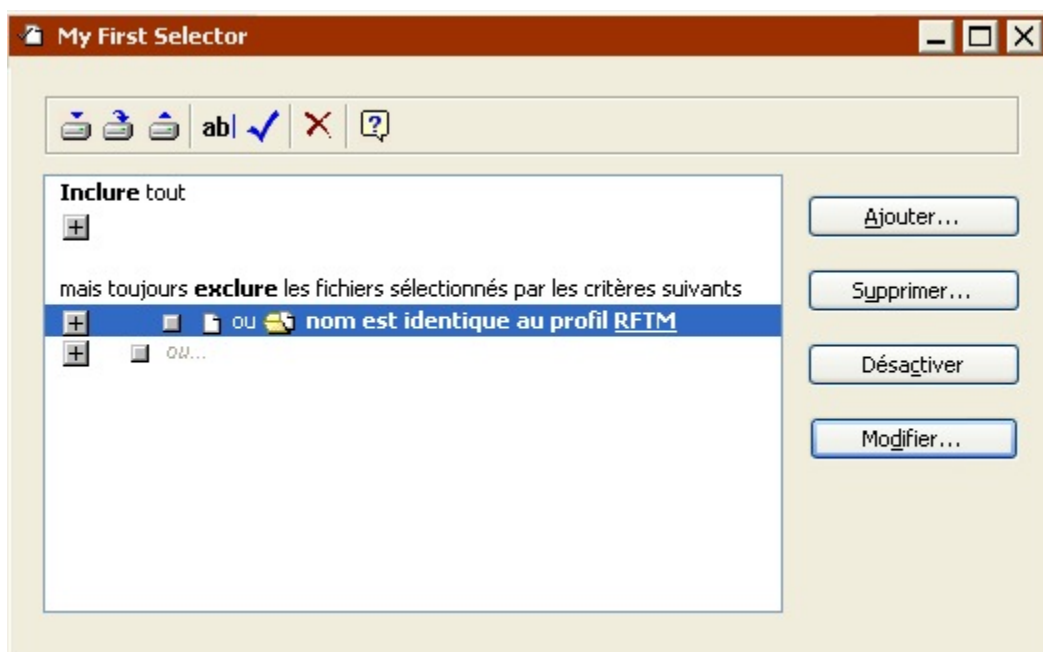 My First Selector
ab
Inclure tout
Ajouter...
mais toujours exclure les fichiers sélectionnés par les critères suivants
Supprimer...
ou nom est identique au profil RFTM
ou...
Désactiver
Modifier...